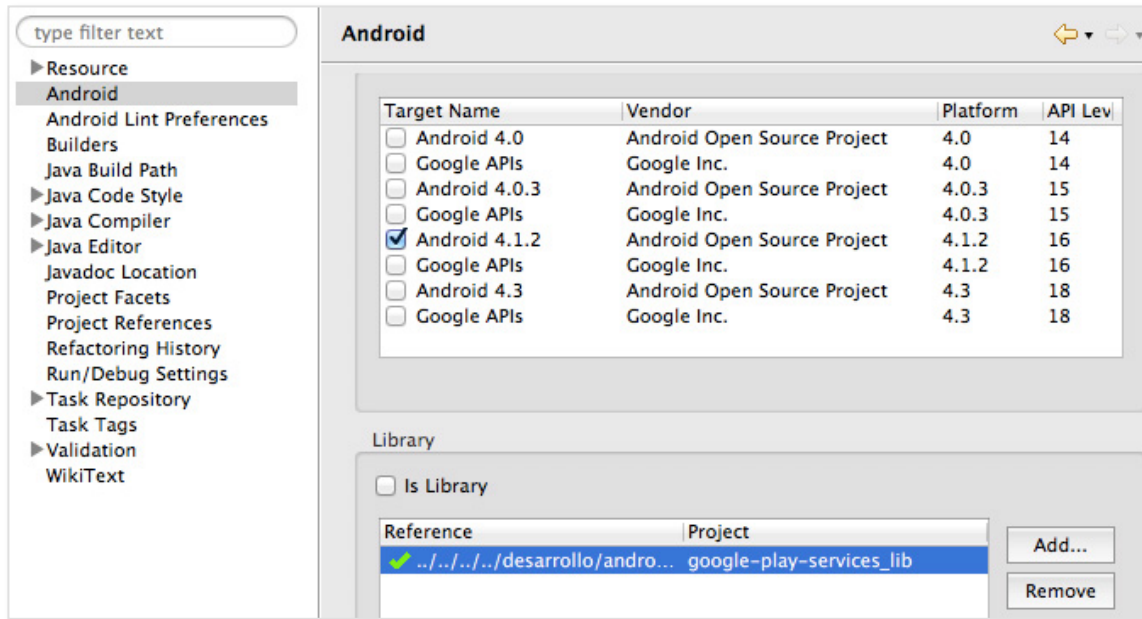 type filter text
Resource
Android
Android Lint Preferences
Builders
Java Build Path
Java Code Style
Java Compiler
Java Editor
Javadoc Location
Project Facets
Project References
Refactoring History
Run/Debug Settings
Task Repository
Task Tags
Validation
WikiText
Android
Target Name Vendor Platform API Lev
Android 4.0 Android Open Source Project 4.0 14
Google APIs Google Inc. 4.0 14
Android 4.0.3 Android Open Source Project 4.0.3 15
Google APIs Google Inc. 4.0.3 15
Android 4.1.2 Android Open Source Project 4.1.2 16
Google APIs Google Inc. 4.1.2 16
Android 4.3 Android Open Source Project 4.3 18
Google APIs Google Inc. 4.3 18
Library
Is Library
Reference Project
../../../../desarrollo/andro... google-play-services_lib
Add...
Remove